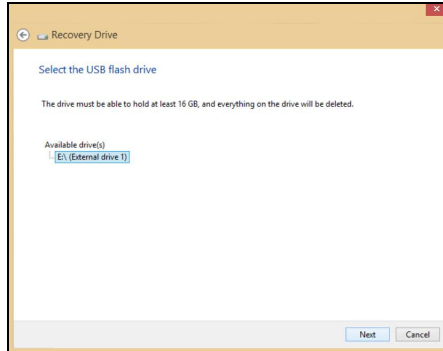 Recovery Drive
Select the USB flash drive
The drive must be able to hold at least 16 GB, and everything on the drive will be deleted.
Available drive(s)
E:\ (External drive 1)
Next Cancel